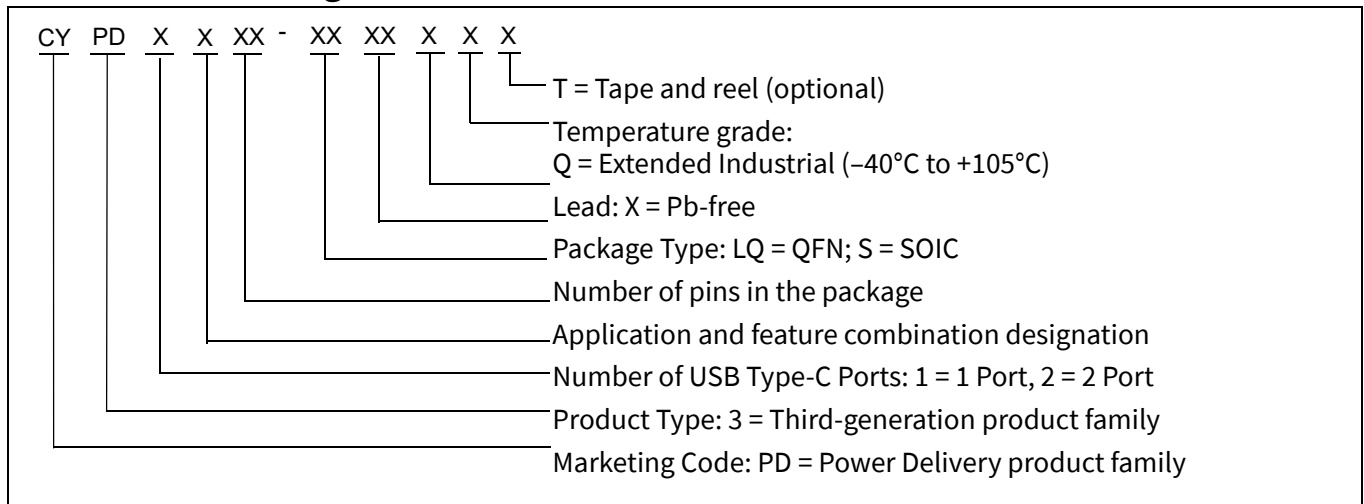 CY PD X X XX - XX XX X X X
T = Tape and reel (optional)
Temperature grade:
Q = Extended Industrial (–40°C to +105°C)
Lead: X = Pb-free
Package Type: LQ = QFN; S = SOIC
Number of pins in the package
Application and feature combination designation
Number of USB Type-C Ports: 1 = 1 Port, 2 = 2 Port
Product Type: 3 = Third-generation product family
Marketing Code: PD = Power Delivery product family